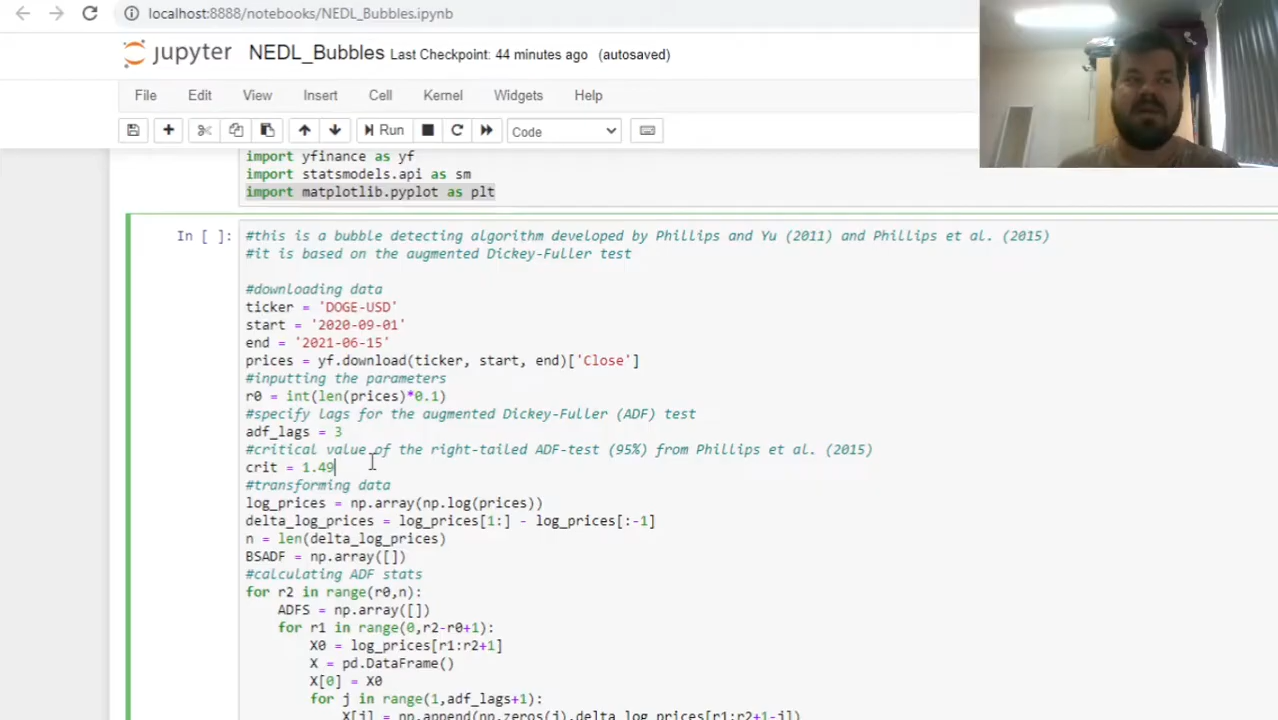 localhost:8888/notebooks/NEDL_Bubbles.ipynb
jupyter NEDL_Bubbles Last Checkpoint: 44 minutes ago (autosaved)
File Edit View Insert Cell Kernel Widgets Help
Run Code
import yfinance as yf
import statsmodels.api as sm
import matplotlib.pyplot as plt
In [ ]: #this is a bubble detecting algorithm developed by Phillips and Yu (2011) and Phillips et al. (2015)
#it is based on the augmented Dickey-Fuller test
#downloading data
ticker = 'DOGE-USD'
start = '2020-09-01'
end = '2021-06-15'
prices = yf.download(ticker, start, end)['Close']
#inputting the parameters
r0 = int(len(prices)*0.1)
#specify lags for the augmented Dickey-Fuller (ADF) test
adf_lags = 3
#critical value of the right-tailed ADF-test (95%) from Phillips et al. (2015)
crit = 1.49
#transforming data
log_prices = np.array(np.log(prices))
delta_log_prices = log_prices[1:] - log_prices[:-1]
n = len(delta_log_prices)
BSADF = np.array([])
#calculating ADF stats
for r2 in range(r0,n):
ADFS = np.array([])
for r1 in range(0,r2-r0+1):
X0 = log_prices[r1:r2+1]
X = pd.DataFrame()
X[0] = X0
for j in range(1,adf_lags+1):
X[j] = np.append(np.zeros(j),delta_log_prices[r1:r2+1-j])